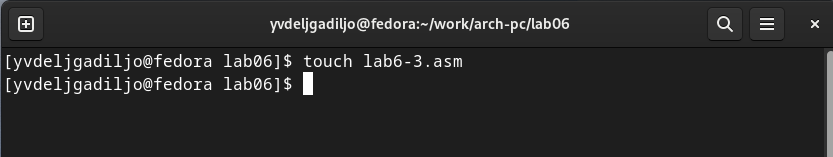 yvdeljgadiljo@fedora:~/work/arch-pc/lab06
[yvdeljgadiljo@fedora lab06]$ touch lab6-3.asm
[yvdeljgadiljo@fedora lab06]$